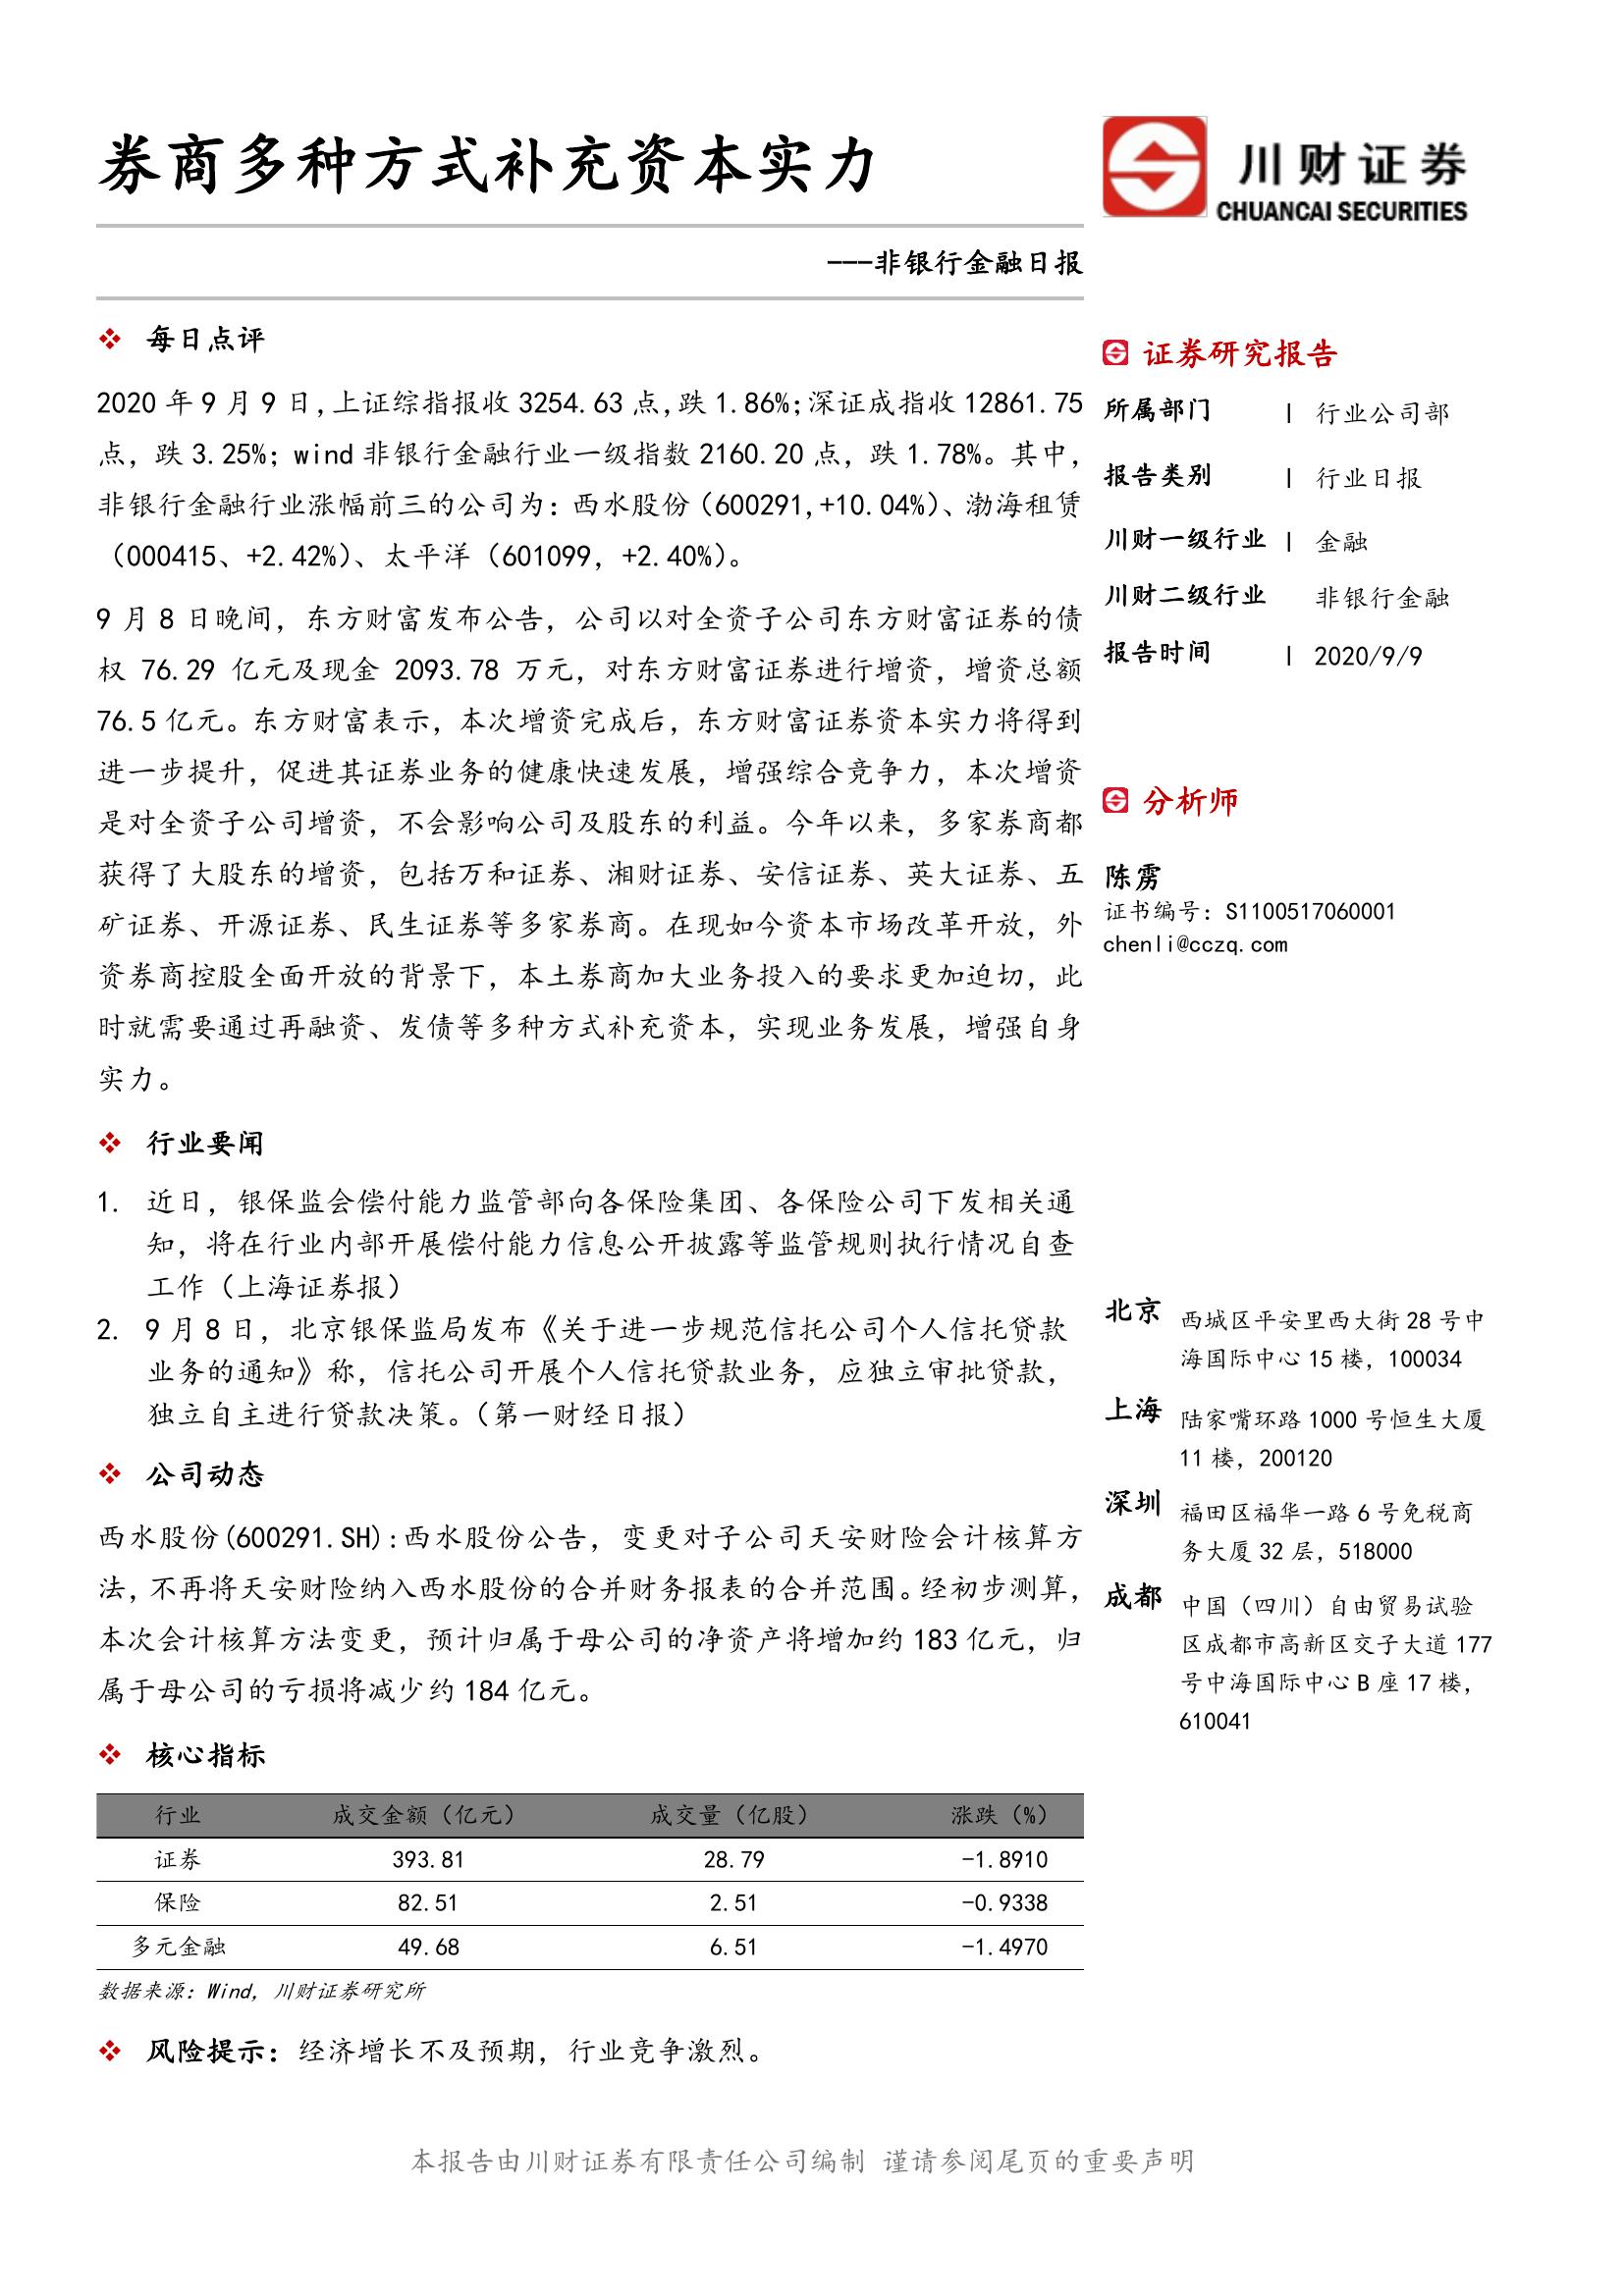 券商多种方式补充资本实力
川财证券
CHUANCAI SECURITIES
---非银行金融日报
每日点评
2020 年 9 月 9 日,上证综指报收 3254.63 点,跌 1.86%;深证成指收 12861.75
点，跌 3.25%；wind 非银行金融行业一级指数 2160.20 点，跌 1.78%。其中，
非银行金融行业涨幅前三的公司为：西水股份（600291,+10.04%）、渤海租赁
（000415、+2.42%）、太平洋（601099，+2.40%）。
9 月 8 日晚间，东方财富发布公告，公司以对全资子公司东方财富证券的债
权 76.29 亿元及现金 2093.78 万元，对东方财富证券进行增资，增资总额
76.5 亿元。东方财富表示，本次增资完成后，东方财富证券资本实力将得到
进一步提升，促进其证券业务的健康快速发展，增强综合竞争力，本次增资
是对全资子公司增资，不会影响公司及股东的利益。今年以来，多家券商都
获得了大股东的增资，包括万和证券、湘财证券、安信证券、英大证券、五
矿证券、开源证券、民生证券等多家券商。在现如今资本市场改革开放，外
资券商控股全面开放的背景下，本土券商加大业务投入的要求更加迫切，此
时就需要通过再融资、发债等多种方式补充资本，实现业务发展，增强自身
实力。
行业要闻
1. 近日，银保监会偿付能力监管部向各保险集团、各保险公司下发相关通
知，将在行业内部开展偿付能力信息公开披露等监管规则执行情况自查
工作（上海证券报）
2. 9 月 8 日，北京银保监局发布《关于进一步规范信托公司个人信托贷款
业务的通知》称，信托公司开展个人信托贷款业务，应独立审批贷款，
独立自主进行贷款决策。（第一财经日报）
公司动态
西水股份(600291.SH):西水股份公告，变更对子公司天安财险会计核算方
法，不再将天安财险纳入西水股份的合并财务报表的合并范围。经初步测算，
本次会计核算方法变更，预计归属于母公司的净资产将增加约 183 亿元，归
属于母公司的亏损将减少约 184 亿元。
核心指标
行业 成交金额（亿元） 成交量（亿股） 涨跌（%）
证券 393.81 28.79 -1.8910
保险 82.51 2.51 -0.9338
多元金融 49.68 6.51 -1.4970
数据来源：Wind，川财证券研究所
风险提示：经济增长不及预期，行业竞争激烈。
证券研究报告
所属部门 | 行业公司部
报告类别 | 行业日报
川财一级行业 | 金融
川财二级行业 非银行金融
报告时间 | 2020/9/9
分析师
陈雳
证书编号：S1100517060001
chenli@cczq.com
北京 西城区平安里西大街 28 号中
海国际中心 15 楼，100034
上海 陆家嘴环路 1000 号恒生大厦
11 楼，200120
深圳 福田区福华一路 6 号免税商
务大厦 32 层，518000
成都 中国（四川）自由贸易试验
区成都市高新区交子大道 177
号中海国际中心 B 座 17 楼，
610041
本报告由川财证券有限责任公司编制 谨请参阅尾页的重要声明